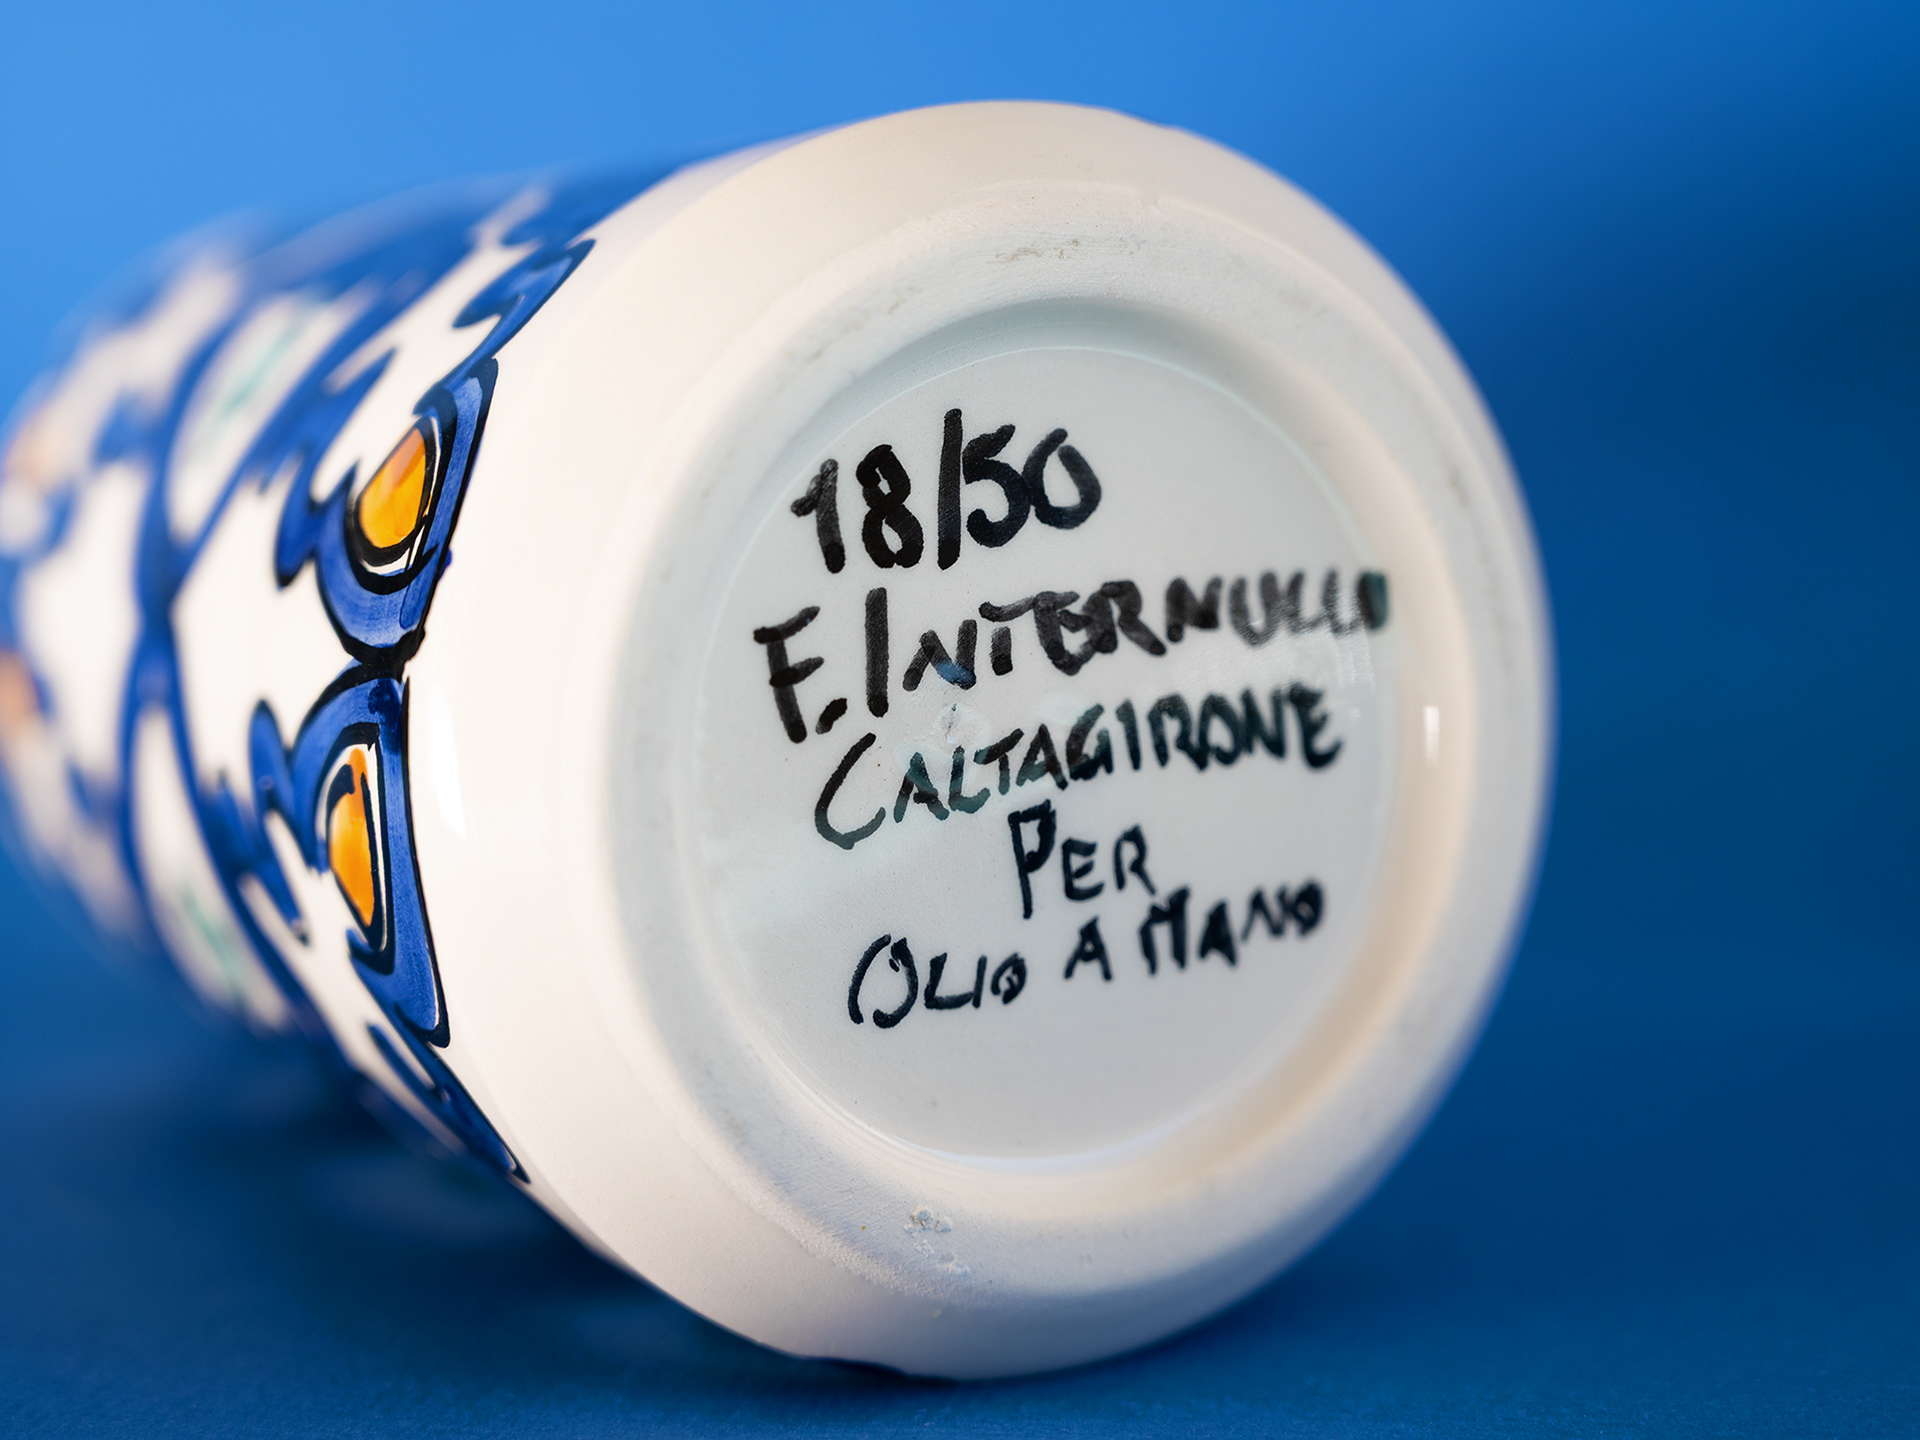 18/50
F. INTERNULLO
CALTAGIRONE
PER
OLIO A MANO